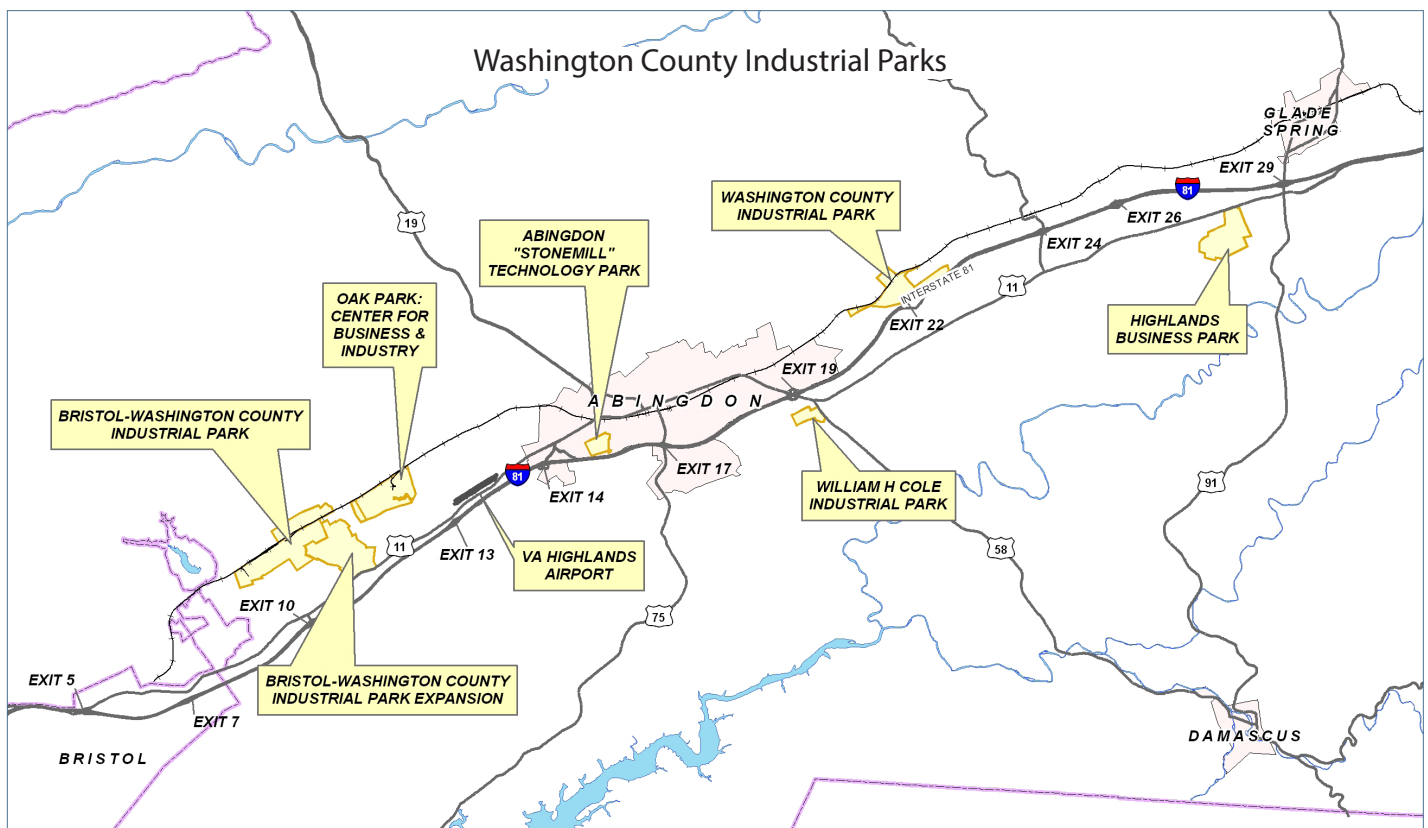 Washington County Industrial Parks
GLADE
SPRING
EXIT 29
81
WASHINGTON COUNTY
INDUSTRIAL PARK
EXIT 26
19
ABINGDON
"STONEMILL"
TECHNOLOGY PARK
EXIT 24
INTERSTATE 81
11
OAK PARK:
CENTER FOR
BUSINESS &
INDUSTRY
EXIT 22
HIGHLANDS
BUSINESS PARK
EXIT 19
ABINGDON
BRISTOL-WASHINGTON COUNTY
INDUSTRIAL PARK
EXIT 17
81
EXIT 14
WILLIAM H COLE
INDUSTRIAL PARK
91
11
EXIT 13
VA HIGHLANDS
AIRPORT
58
EXIT 10
75
EXIT 5
BRISTOL-WASHINGTON COUNTY
INDUSTRIAL PARK EXPANSION
EXIT 7
DAMASCUS
BRISTOL